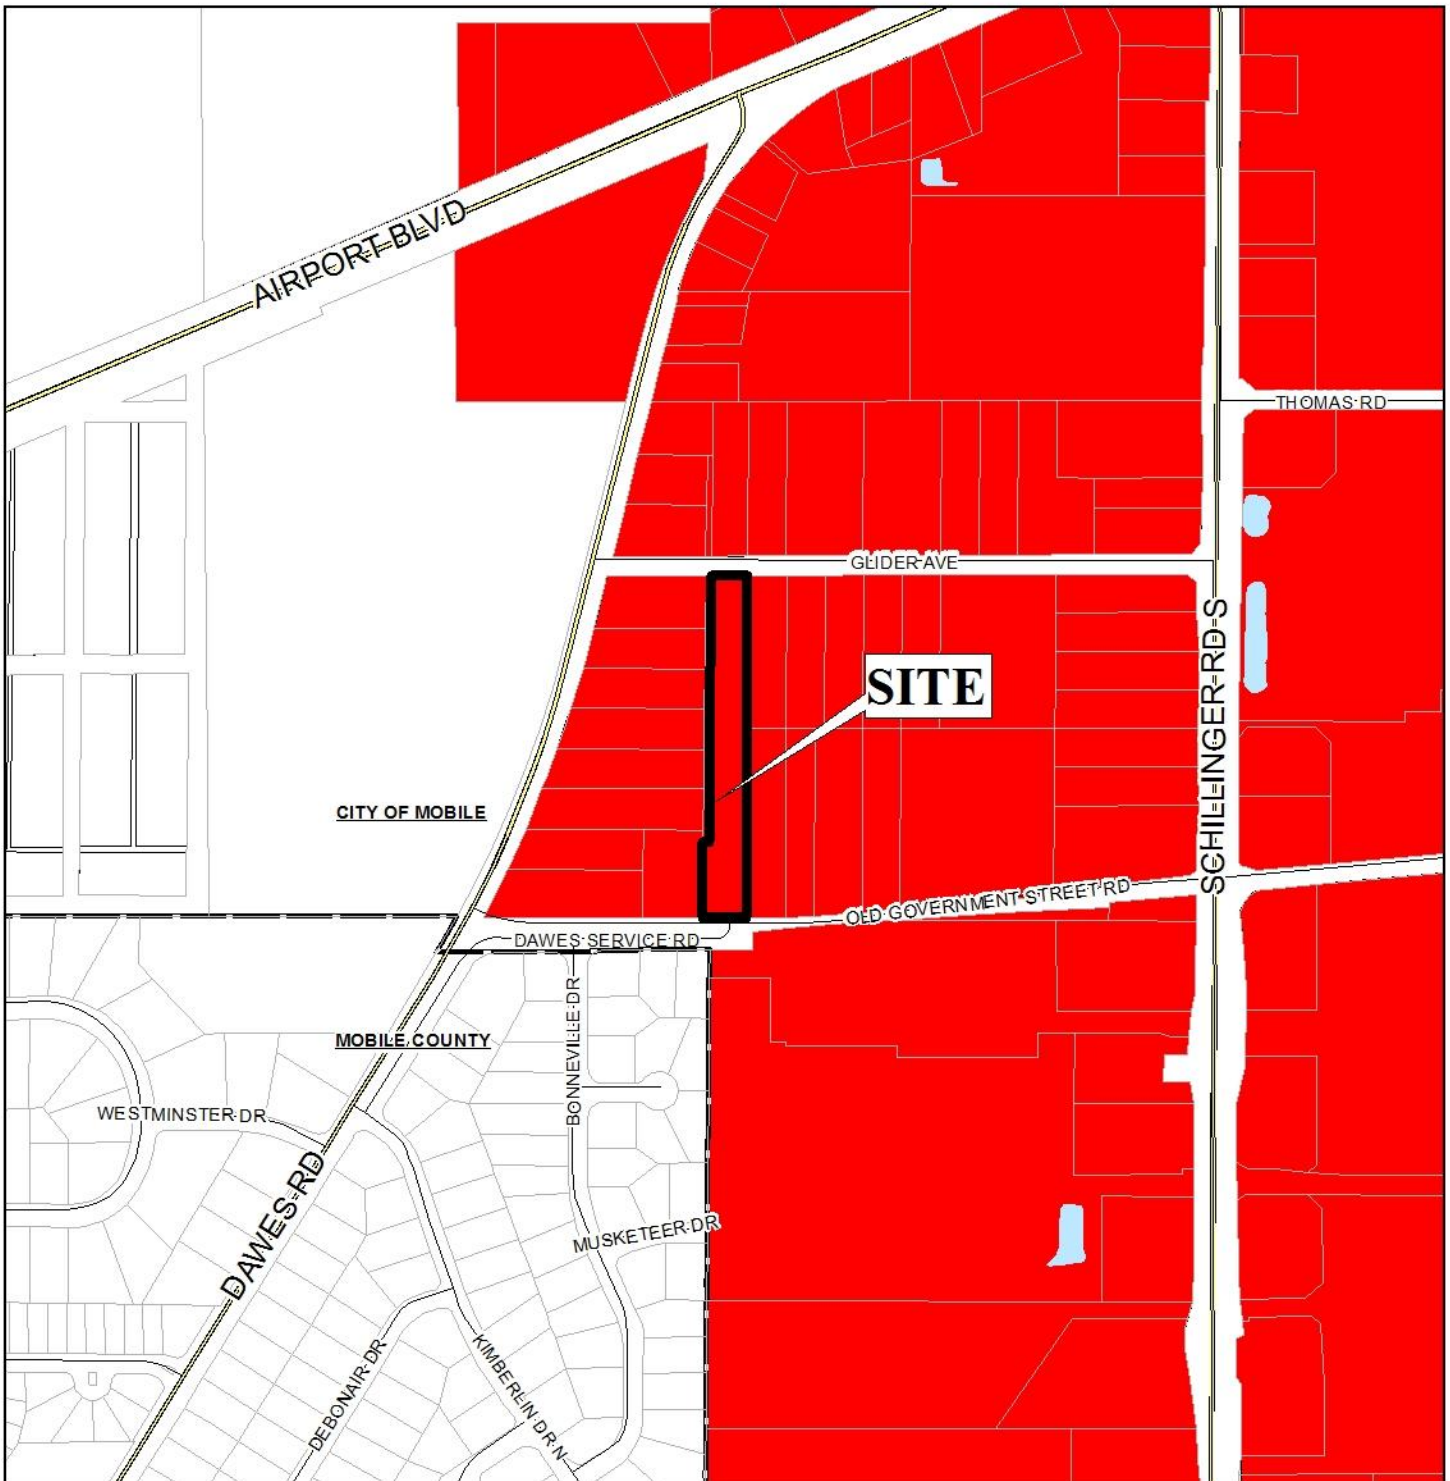 AIRPORT BLVD
THOMAS RD
GLIDER AVE
SCHILLINGER RD S
SITE
CITY OF MOBILE
OLD GOVERNMENT STREET RD
DAWES SERVICE RD
BONNEVILLE DR
MOBILE COUNTY
WESTMINSTER DR
DAWES RD
MUSKETEER DR
KIMBERLIN DR N
DEBONAIR DR